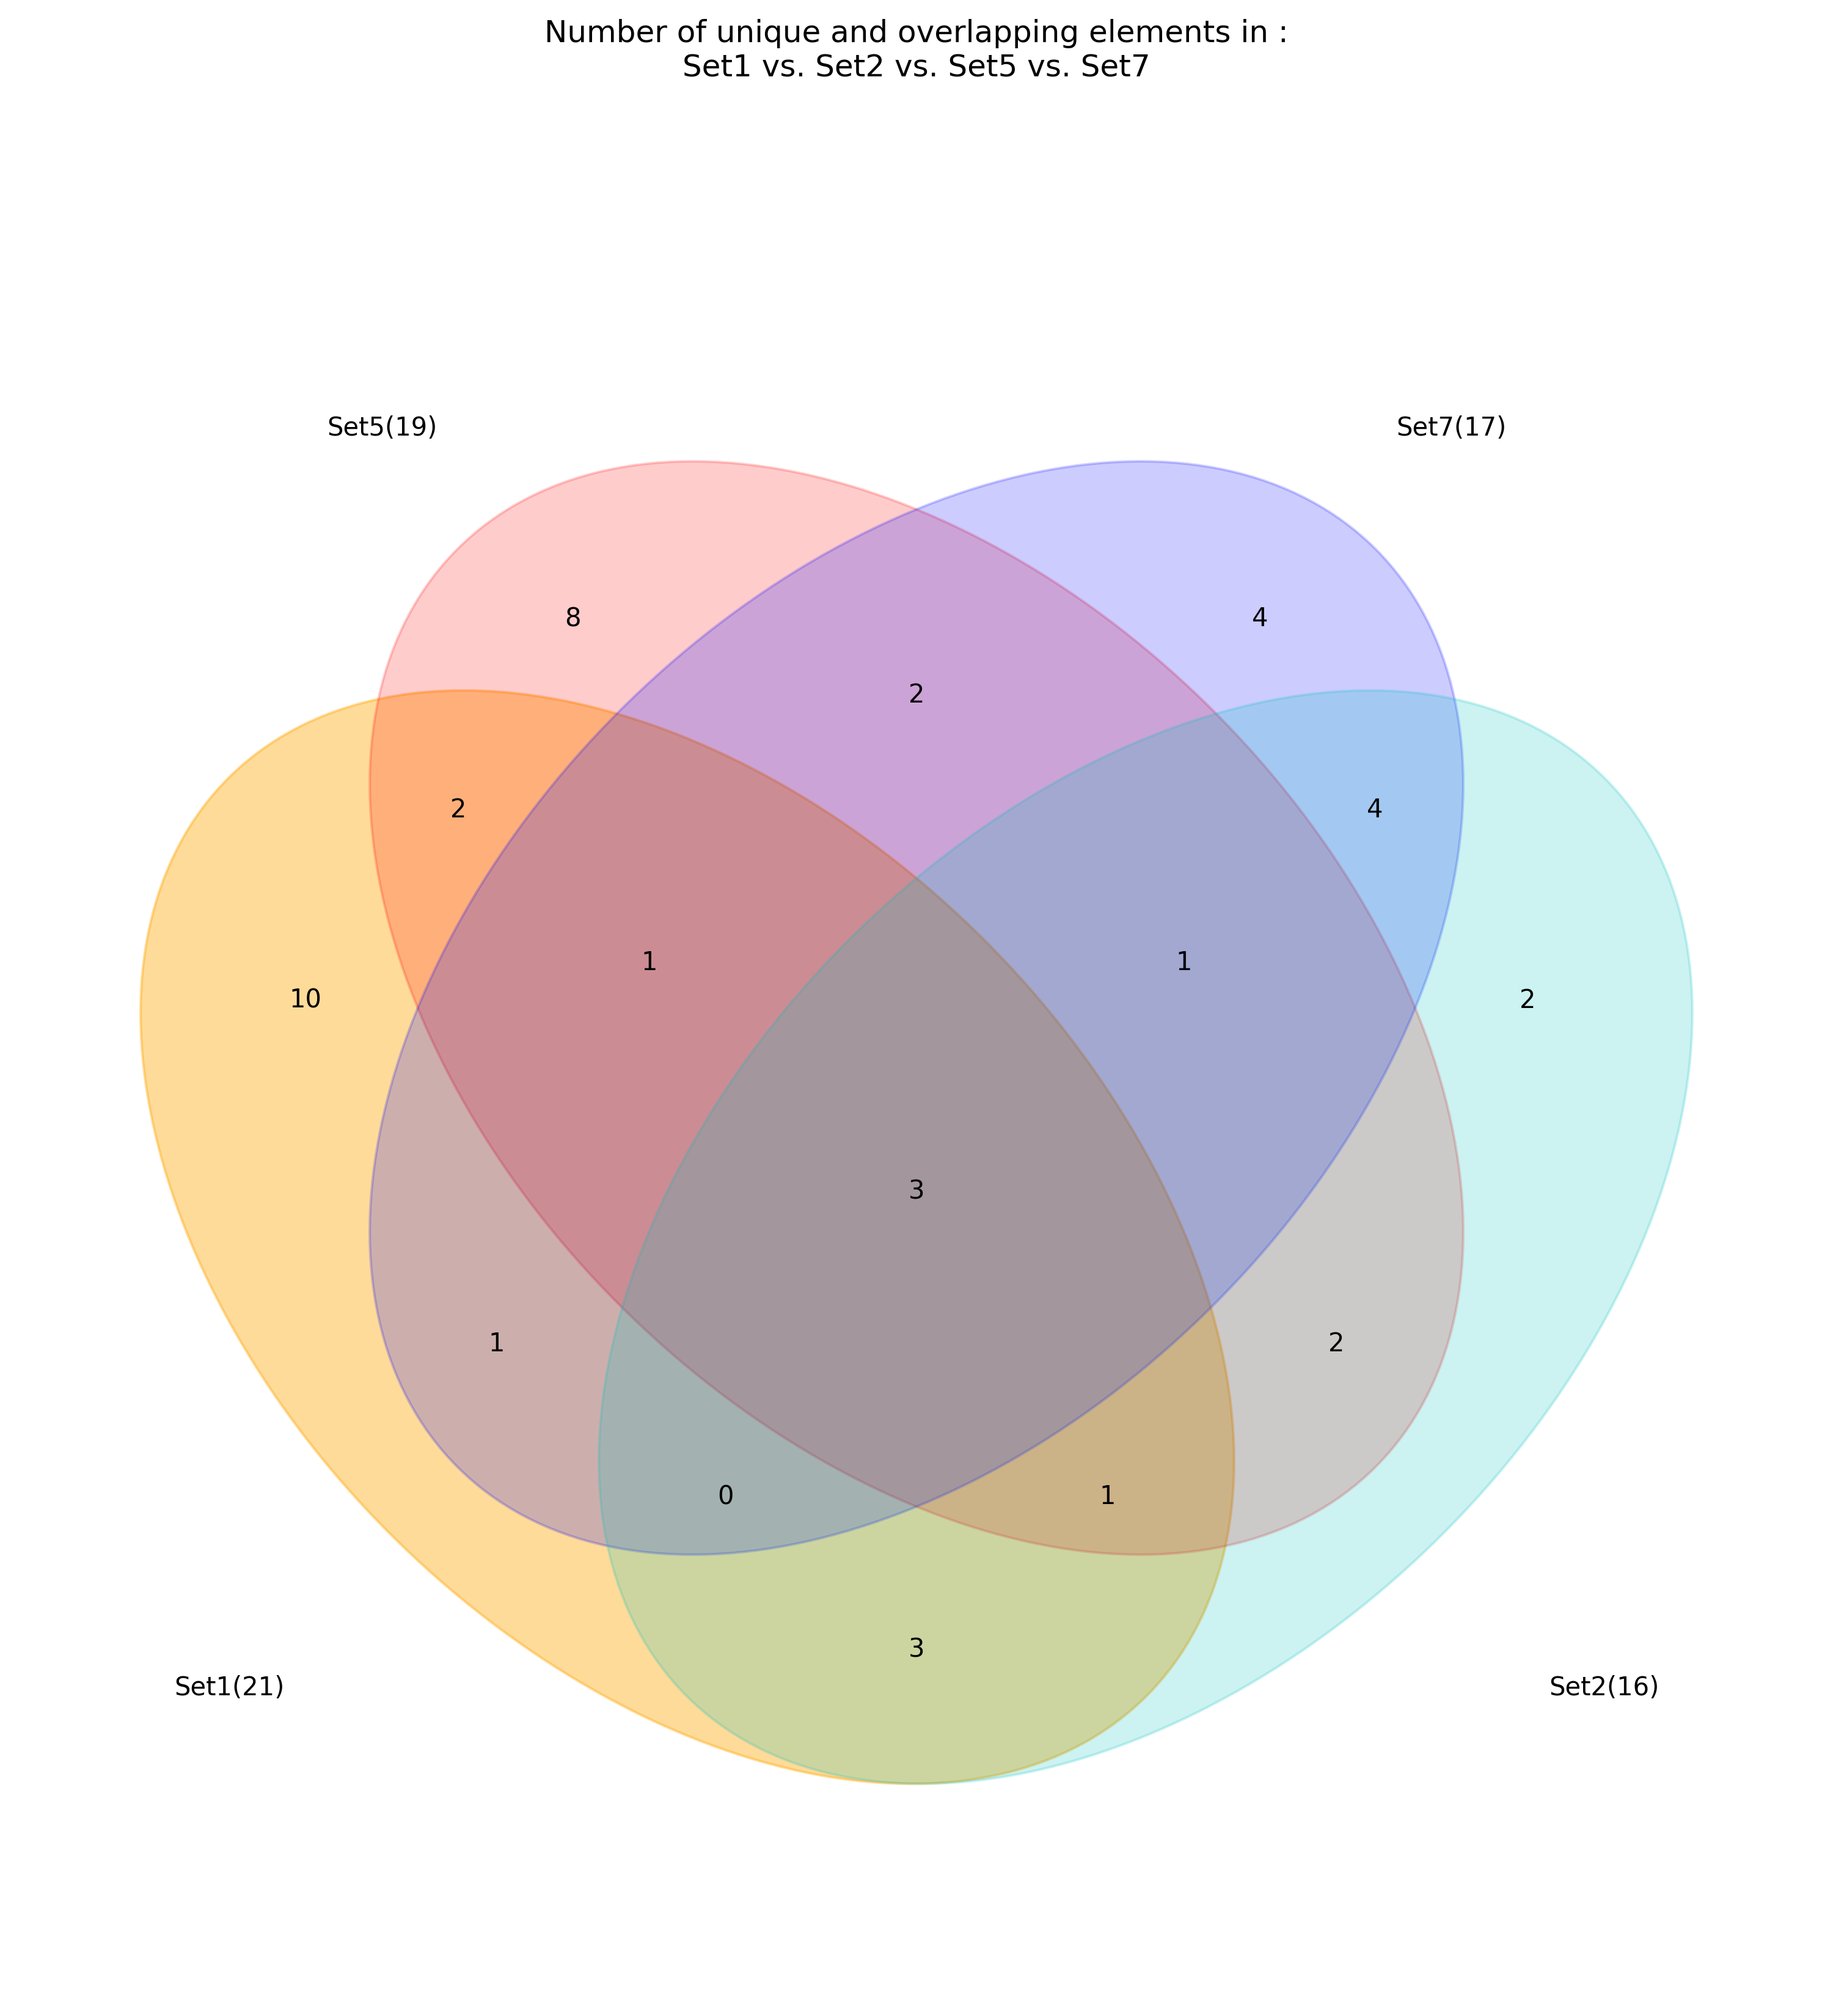 Number of unique and overlapping elements in :
Set1 vs. Set2 vs. Set5 vs. Set7
Set5(19)
Set7(17)
8
4
2
2
4
1
1
10
2
3
1
2
0
1
3
Set1(21)
Set2(16)